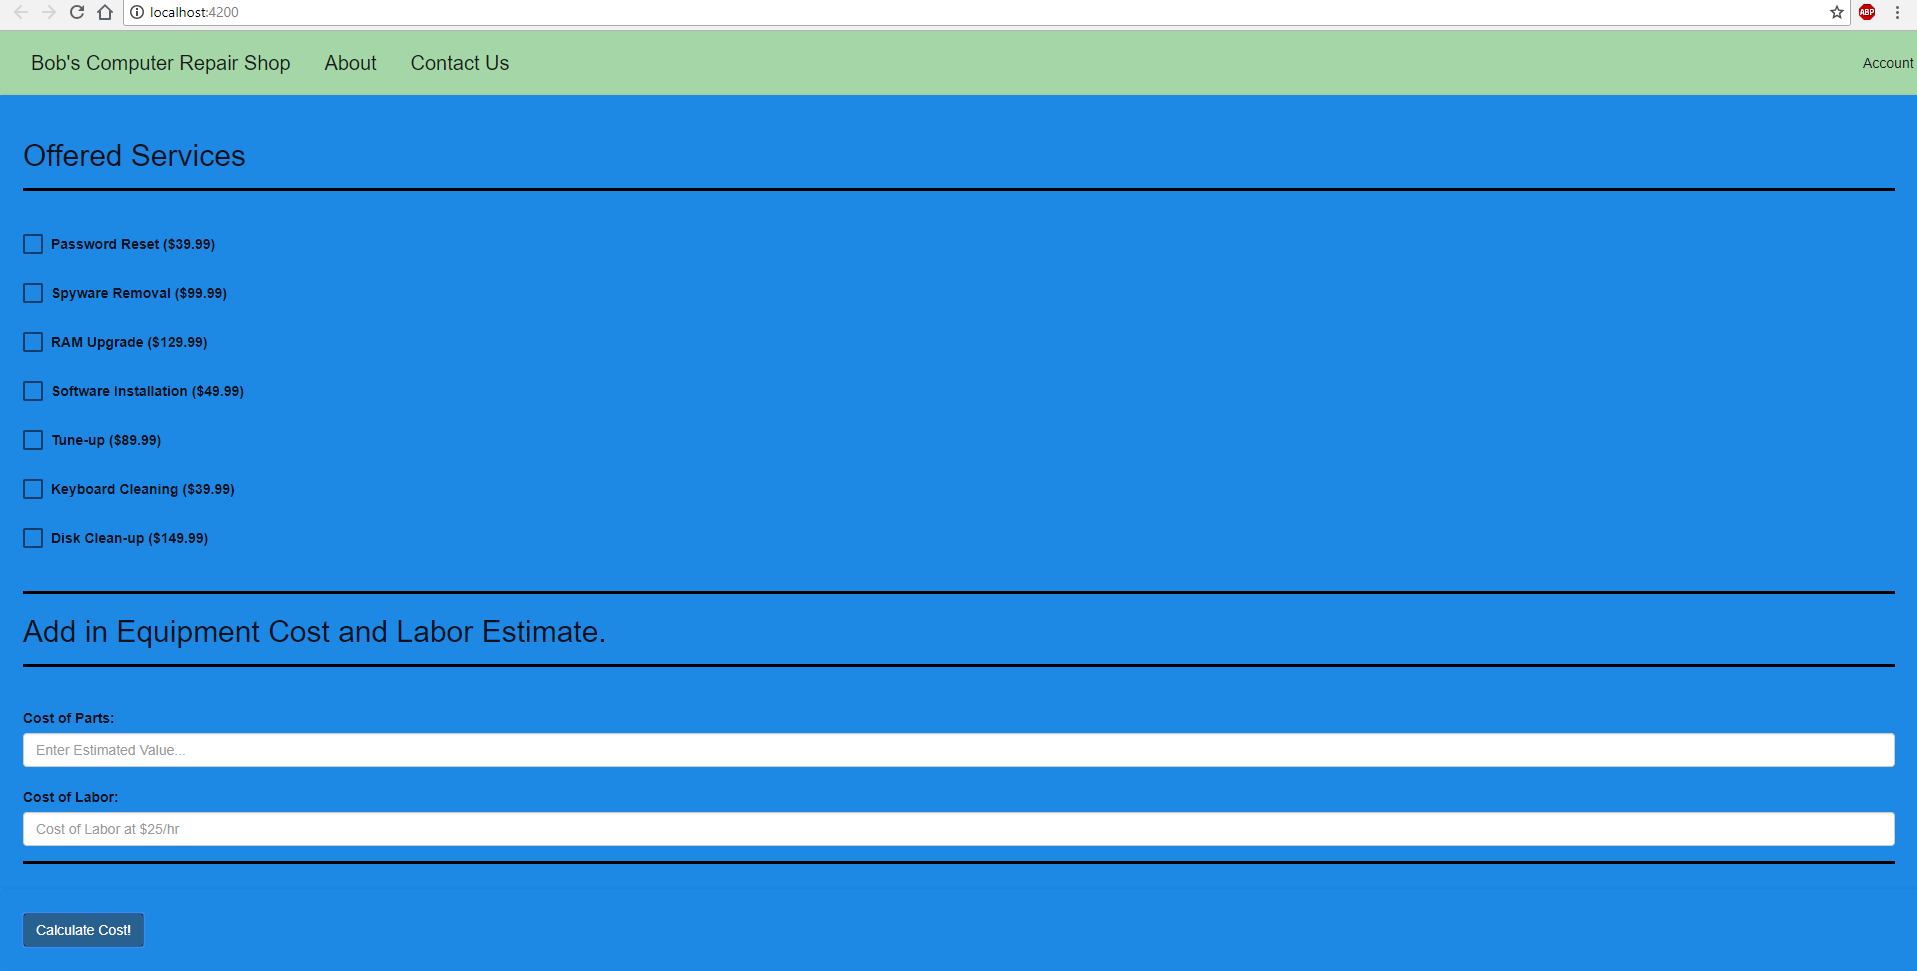 localhost:4200
ABP
Bob's Computer Repair Shop About Contact Us Account
Offered Services
Password Reset ($39.99)
Spyware Removal ($99.99)
RAM Upgrade ($129.99)
Software Installation ($49.99)
Tune-up ($89.99)
Keyboard Cleaning ($39.99)
Disk Clean-up ($149.99)
Add in Equipment Cost and Labor Estimate.
Cost of Parts:
Enter Estimated Value...
Cost of Labor:
Cost of Labor at $25/hr
Calculate Cost!